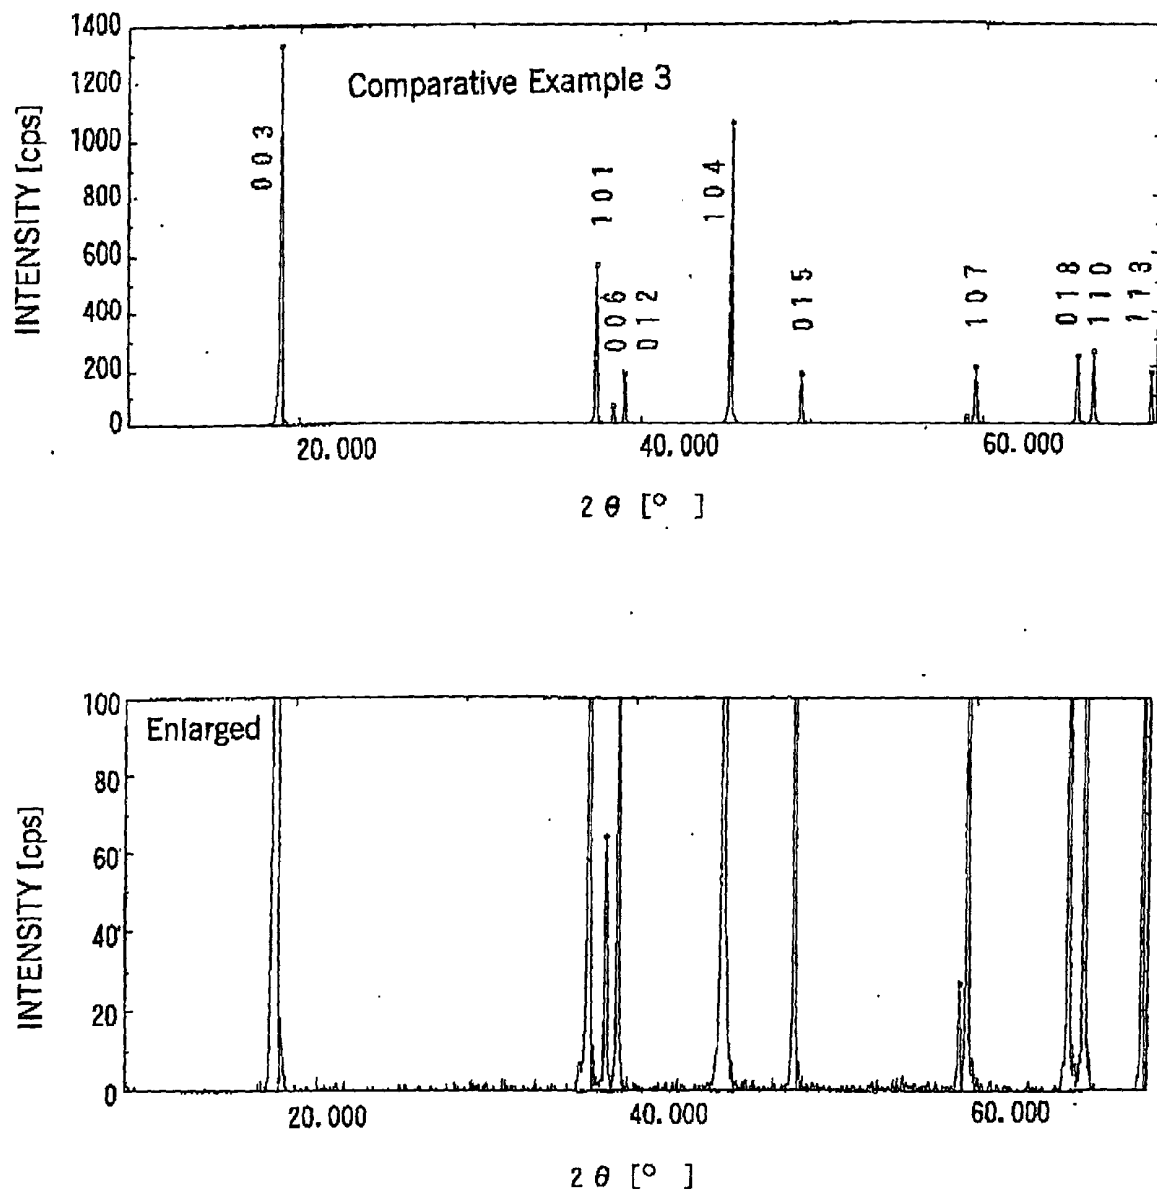 1400
1200
1000
800
600
400
200
0
INTENSITY [cps]
Comparative Example 3
0 0 3
1 0 1
0 0 6
0 1 2
1 0 4
0 1 5
1 0 7
0 1 8
1 1 0
1 1 3
20.000
40.000
60.000
2 θ [° ]
100
80
60
40
20
0
INTENSITY [cps]
Enlarged
20.000
40.000
60.000
2 θ [° ]